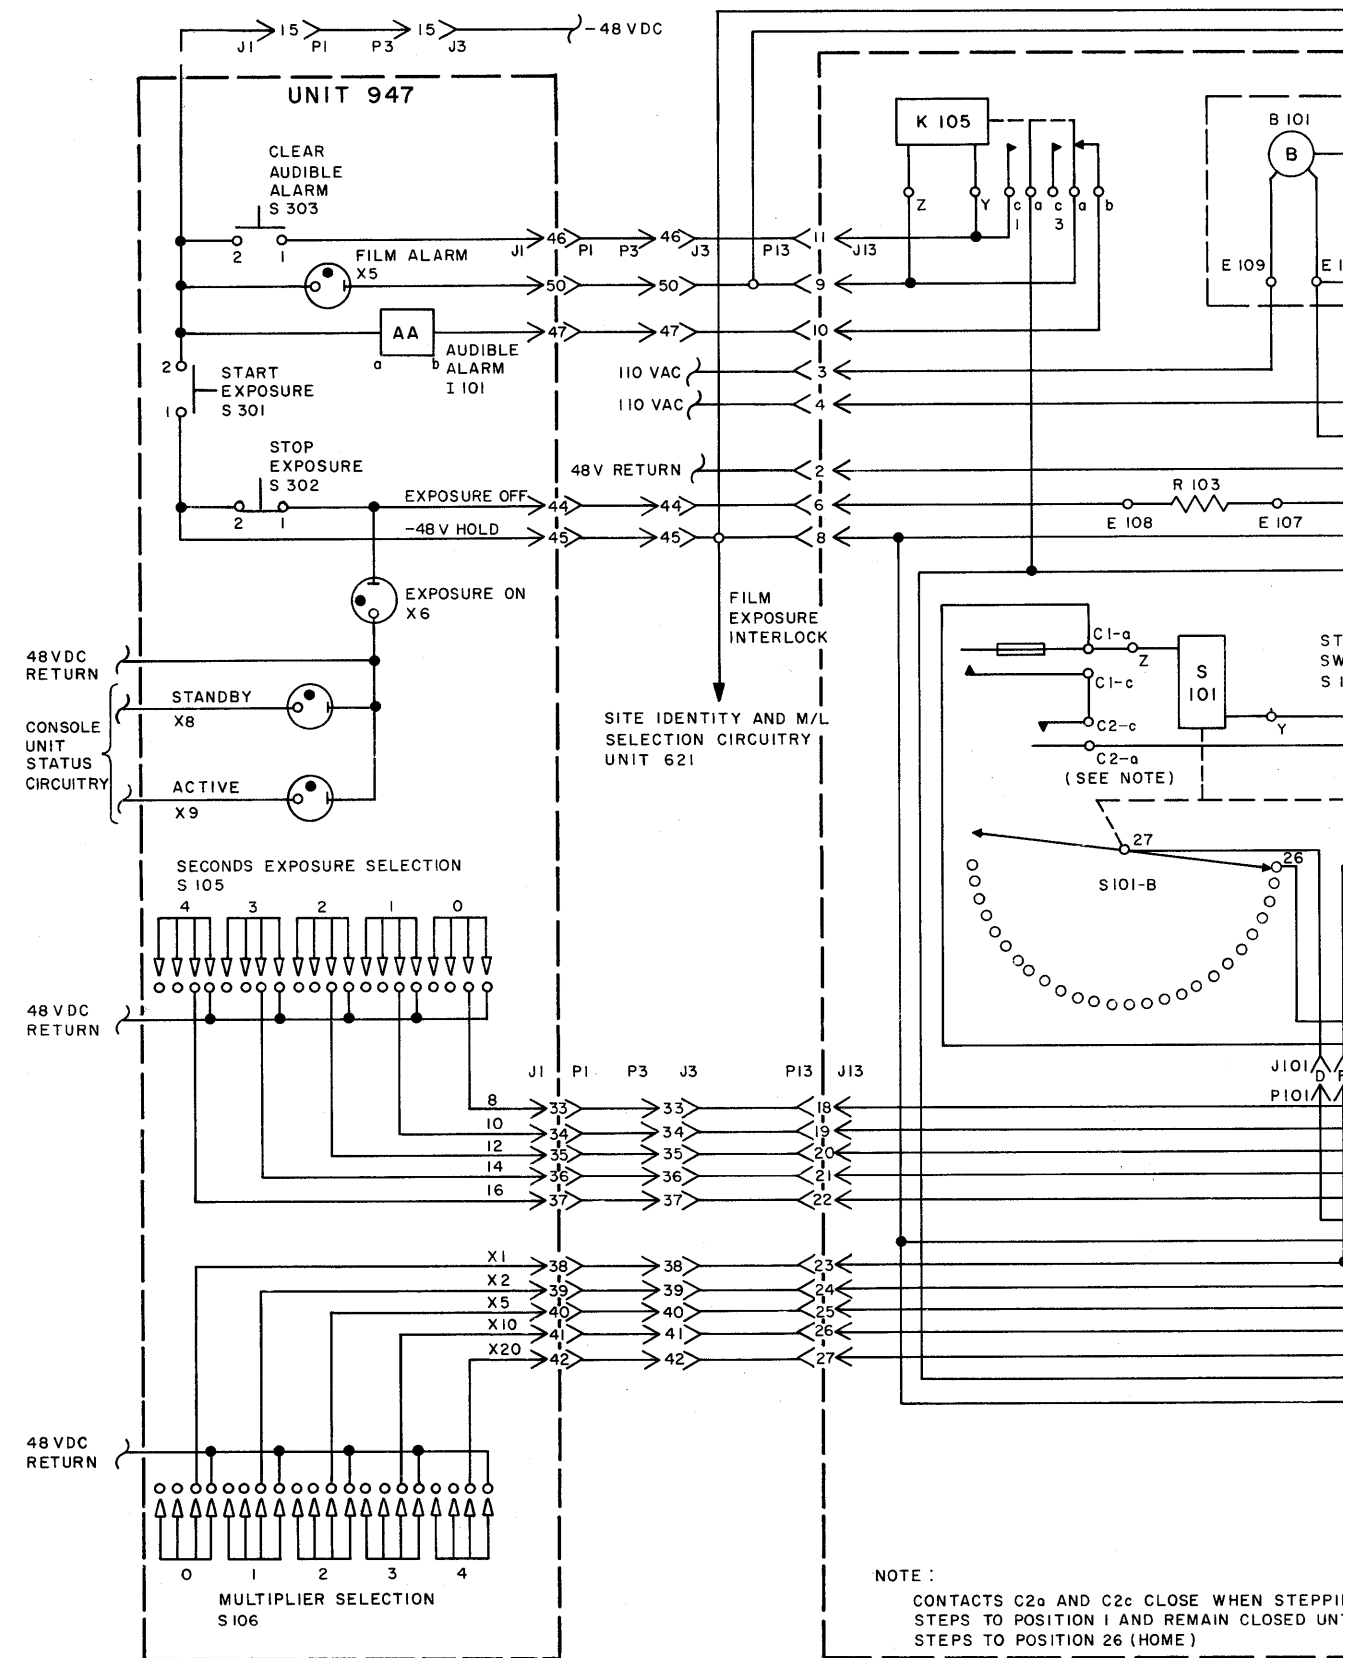 J1 15 P1 P3 15 J3 -48 VDC
UNIT 947
CLEAR
AUDIBLE
ALARM
S 303
2 1
FILM ALARM
X5
J1 46 P1 P3 46 J3 P13 11 J13
50 50 9
AA
a b
AUDIBLE
ALARM
I 101
47 47 10
K 105
Z Y c a c a b
1 3
B 101
B
E 109 E 1
2
1
START
EXPOSURE
S 301
110 VAC 3
110 VAC 4
STOP
EXPOSURE
S 302
2 1
48V RETURN 2
EXPOSURE OFF 44 44 6
-48 V HOLD 45 45 8
R 103
E 108 E 107
EXPOSURE ON
X6
FILM
EXPOSURE
INTERLOCK
48 VDC
RETURN
STANDBY
X8
CONSOLE
UNIT
STATUS
CIRCUITRY
ACTIVE
X9
SITE IDENTITY AND M/L
SELECTION CIRCUITRY
UNIT 621
C1-a
Z
C1-c
C2-c
C2-a
(SEE NOTE)
S
101
Y
ST
SW
S 1
27
26
S101-B
SECONDS EXPOSURE SELECTION
S 105
4 3 2 1 0
48 VDC
RETURN
J101 D
P101
J1 P1 P3 J3 P13 J13
8 33 33 18
10 34 34 19
12 35 35 20
14 36 36 21
16 37 37 22
X1 38 38 23
X2 39 39 24
X5 40 40 25
X10 41 41 26
X20 42 42 27
48 VDC
RETURN
0 1 2 3 4
MULTIPLIER SELECTION
S 106
NOTE :
CONTACTS C2a AND C2c CLOSE WHEN STEPPI
STEPS TO POSITION 1 AND REMAIN CLOSED UN
STEPS TO POSITION 26 (HOME)